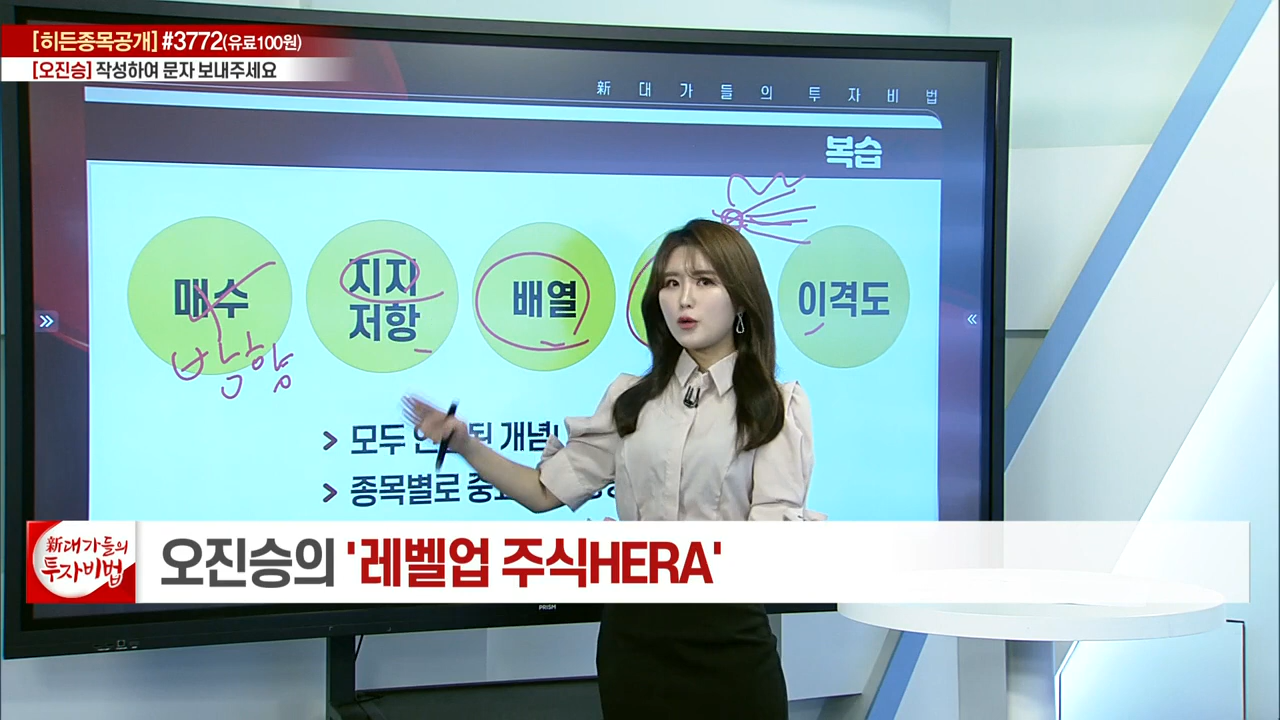 [히든종목공개] #3772(유료100원)
[오진승] 작성하여 문자 보내주세요
新 대가들의 투자비법
복습
매수
지지
저항
배열
이격도
방향
> 모두
개념
> 종목별로
新대가들의
투자비법
오진승의 '레벨업 주식HERA'
PRISM